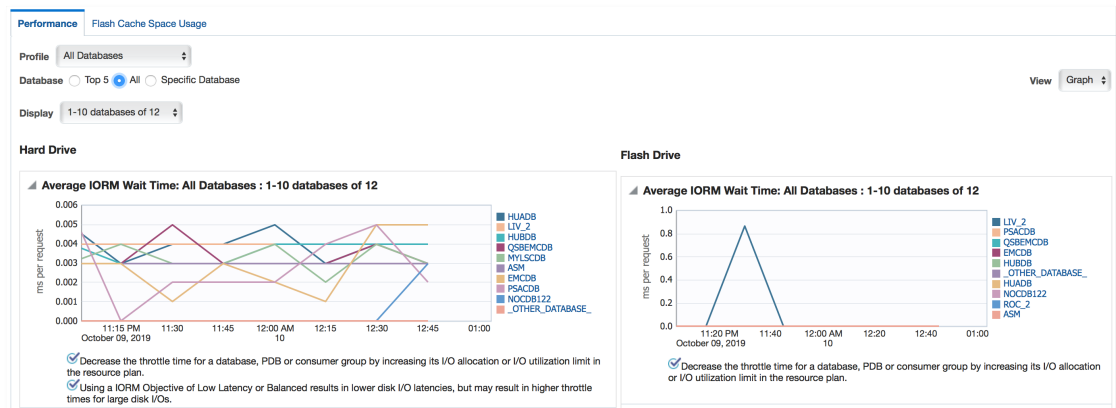 Performance
Flash Cache Space Usage
Profile All Databases
Database Top 5 All Specific Database
View Graph
Display 1-10 databases of 12
Hard Drive
Average IORM Wait Time: All Databases : 1-10 databases of 12
0.006
0.005
0.004
0.003
0.002
0.001
0.000
ms per request
11:15 PM 11:30 11:45 12:00 AM 12:15 12:30 12:45 01:00
October 09, 2019 10
HUADB
LIV_2
HUBDB
QSBEMCDB
MYLSCDB
ASM
EMCDB
PSACDB
NOCDB122
_OTHER_DATABASE_
Decrease the throttle time for a database, PDB or consumer group by increasing its I/O allocation or I/O utilization limit in
the resource plan.
Using a IORM Objective of Low Latency or Balanced results in lower disk I/O latencies, but may result in higher throttle
times for large disk I/Os.
Flash Drive
Average IORM Wait Time: All Databases : 1-10 databases of 12
1.0
0.8
0.6
0.4
0.2
0.0
ms per request
11:20 PM 11:40 12:00 AM 12:20 12:40 01:00
October 09, 2019 10
LIV_2
PSACDB
QSBEMCDB
EMCDB
HUBDB
_OTHER_DATABASE_
HUADB
NOCDB122
ROC_2
ASM
Decrease the throttle time for a database, PDB or consumer group by increasing its I/O allocation
or I/O utilization limit in the resource plan.